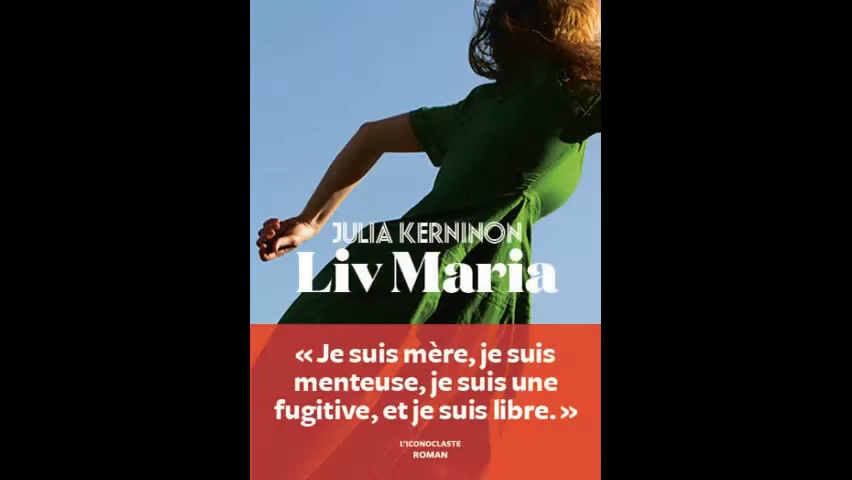 JULIA KERNINON
Liv Maria
« Je suis mère, je suis
menteuse, je suis une
fugitive, et je suis libre. »
L'ICONOCLASTE
ROMAN